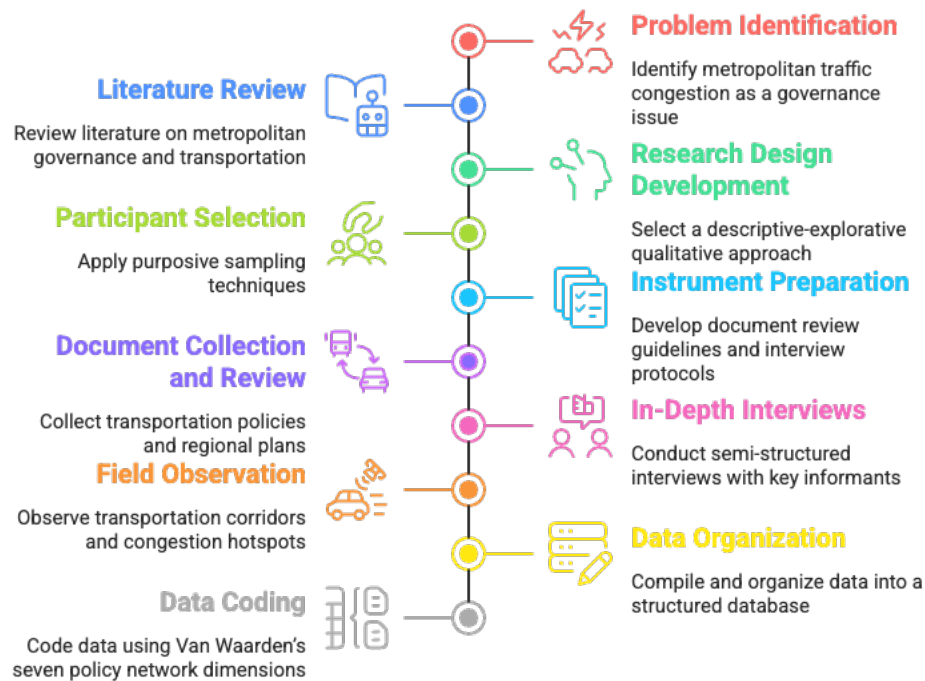 Problem Identification
Identify metropolitan traffic
congestion as a governance
issue
Literature Review
Review literature on metropolitan
governance and transportation
Research Design
Development
Select a descriptive-explorative
qualitative approach
Participant Selection
Apply purposive sampling
techniques
Instrument Preparation
Develop document review
guidelines and interview
protocols
Document Collection
and Review
Collect transportation policies
and regional plans
In-Depth Interviews
Conduct semi-structured
interviews with key informants
Field Observation
Observe transportation corridors
and congestion hotspots
Data Organization
Compile and organize data into a
structured database
Data Coding
Code data using Van Waarden's
seven policy network dimensions